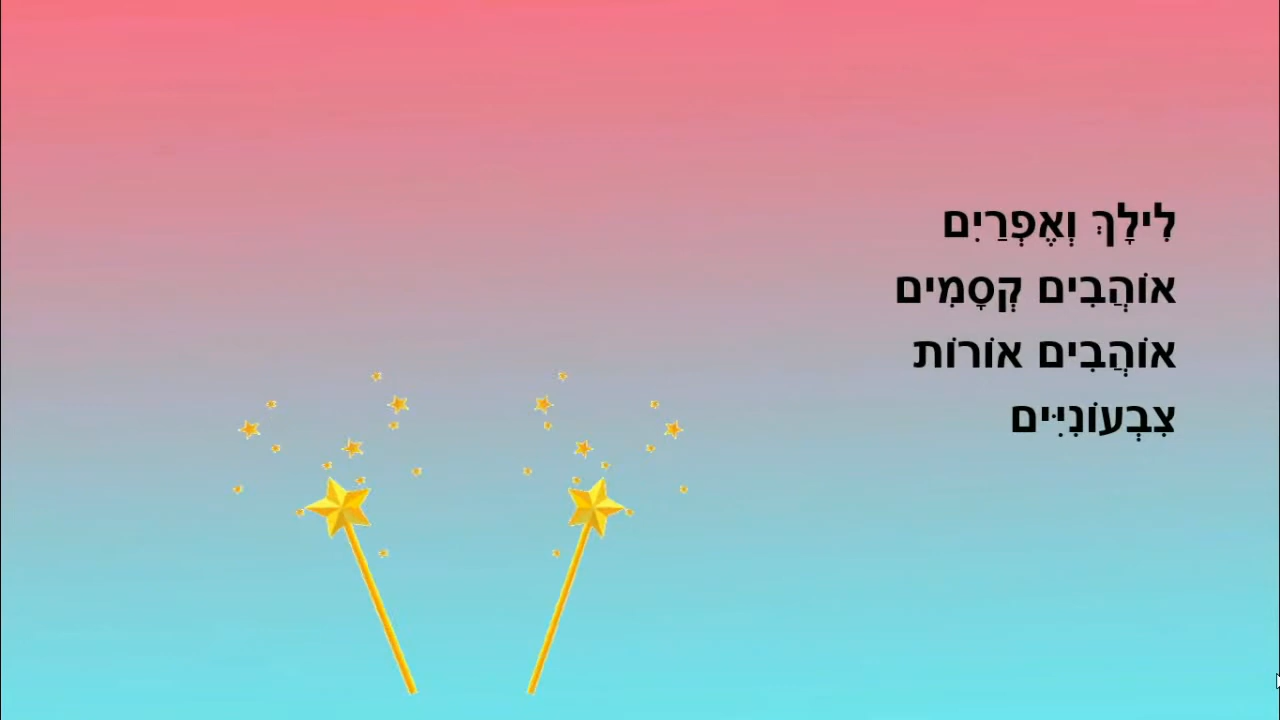 לִילָךְ וְאֶפְרַיִם
אוֹהֲבִים קְסָמִים
אוֹהֲבִים אוֹרוֹת
צִבְעוֹנִיִּים